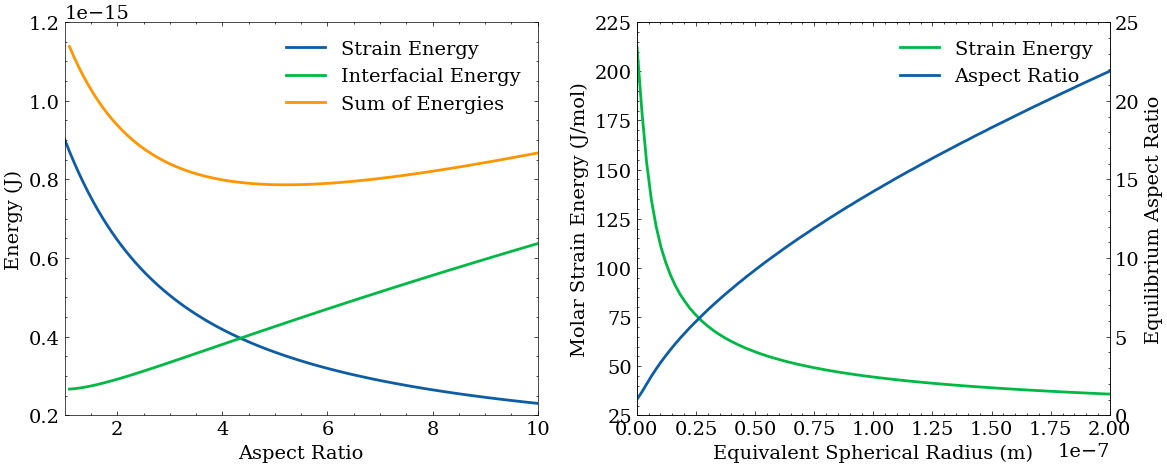 1e−15
1.2
1.0
0.8
0.6
0.4
0.2
Energy (J)
Strain Energy
Interfacial Energy
Sum of Energies
2
4
6
8
10
Aspect Ratio
225
200
175
150
125
100
75
50
25
Molar Strain Energy (J/mol)
Strain Energy
Aspect Ratio
25
20
15
10
5
0
Equilibrium Aspect Ratio
0.00
0.25
0.50
0.75
1.00
1.25
1.50
1.75
2.00
1e−7
Equivalent Spherical Radius (m)